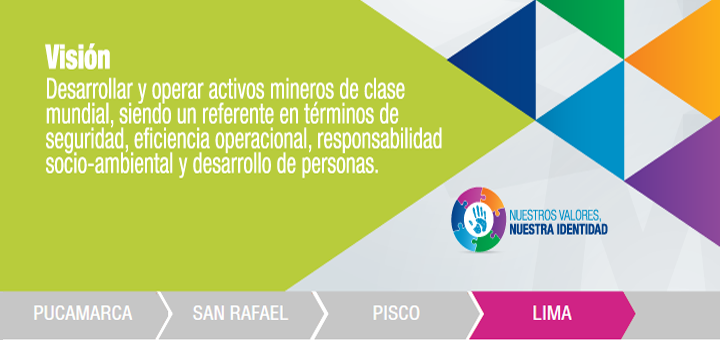 Visión
Desarrollar y operar activos mineros de clase
mundial, siendo un referente en términos de
seguridad, eficiencia operacional, responsabilidad
socio-ambiental y desarrollo de personas.
NUESTROS VALORES,
NUESTRA IDENTIDAD
PUCAMARCA
SAN RAFAEL
PISCO
LIMA